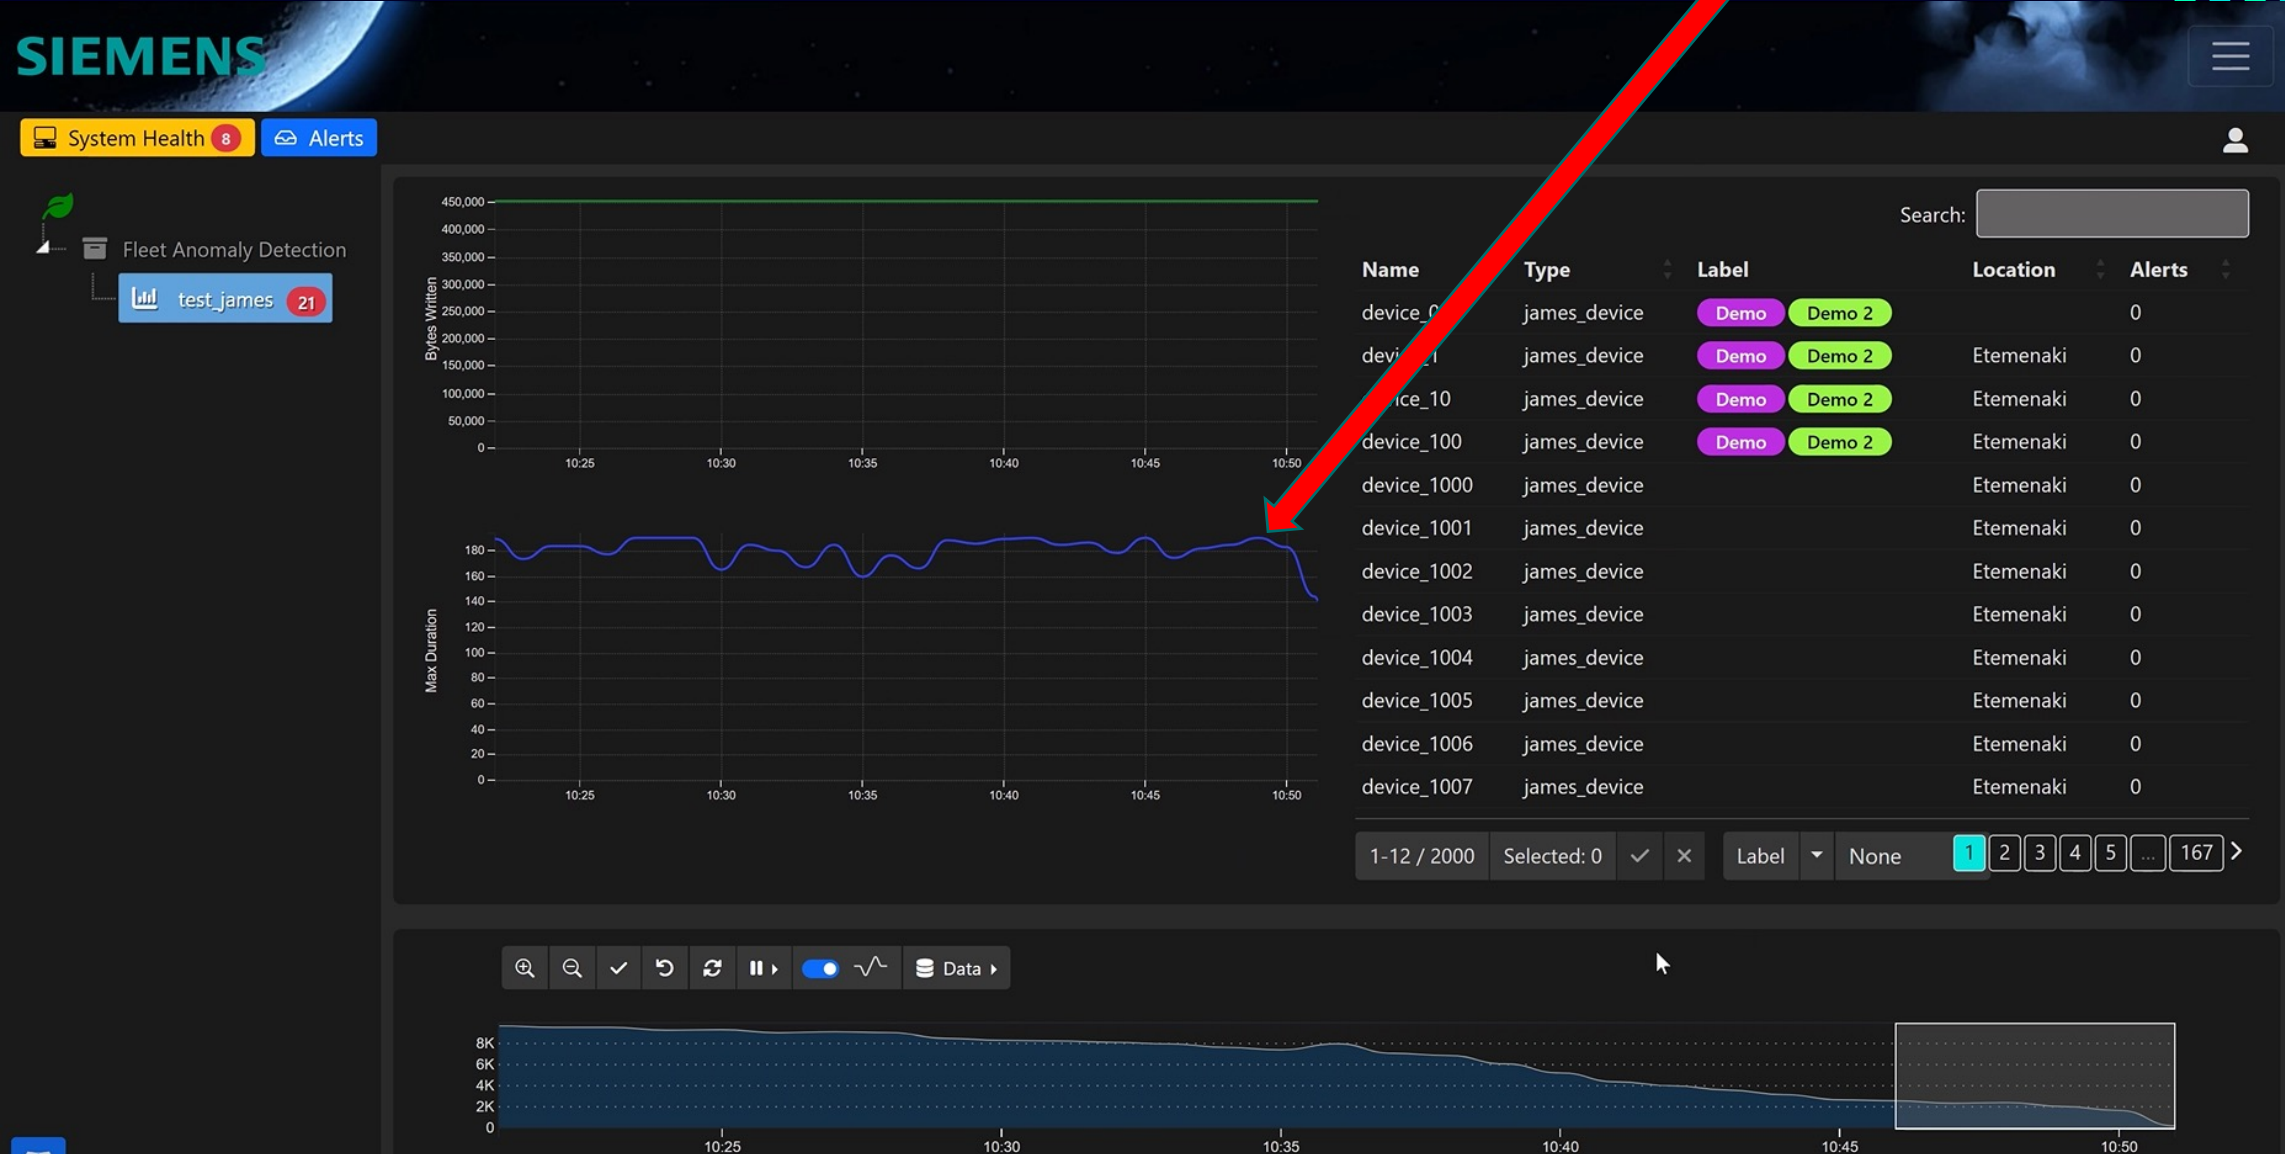 SIEMENS
System Health 8 Alerts
Fleet Anomaly Detection
test_james 21
Bytes Written
450,000
400,000
350,000
300,000
250,000
200,000
150,000
100,000
50,000
0
10:25 10:30 10:35 10:40 10:45 10:50
Max Duration
180
160
140
120
100
80
60
40
20
0
10:25 10:30 10:35 10:40 10:45 10:50
Search:
Name Type Label Location Alerts
james_device Demo Demo 2 0
james_device Demo Demo 2 Etemenaki 0
james_device Demo Demo 2 Etemenaki 0
device_100 james_device Demo Demo 2 Etemenaki 0
device_1000 james_device Etemenaki 0
device_1001 james_device Etemenaki 0
device_1002 james_device Etemenaki 0
device_1003 james_device Etemenaki 0
device_1004 james_device Etemenaki 0
device_1005 james_device Etemenaki 0
device_1006 james_device Etemenaki 0
device_1007 james_device Etemenaki 0
1-12 / 2000 Selected: 0 Label None 1 2 3 4 5 ... 167
Data
8K
6K
4K
2K
0
10:25 10:30 10:35 10:40 10:45 10:50